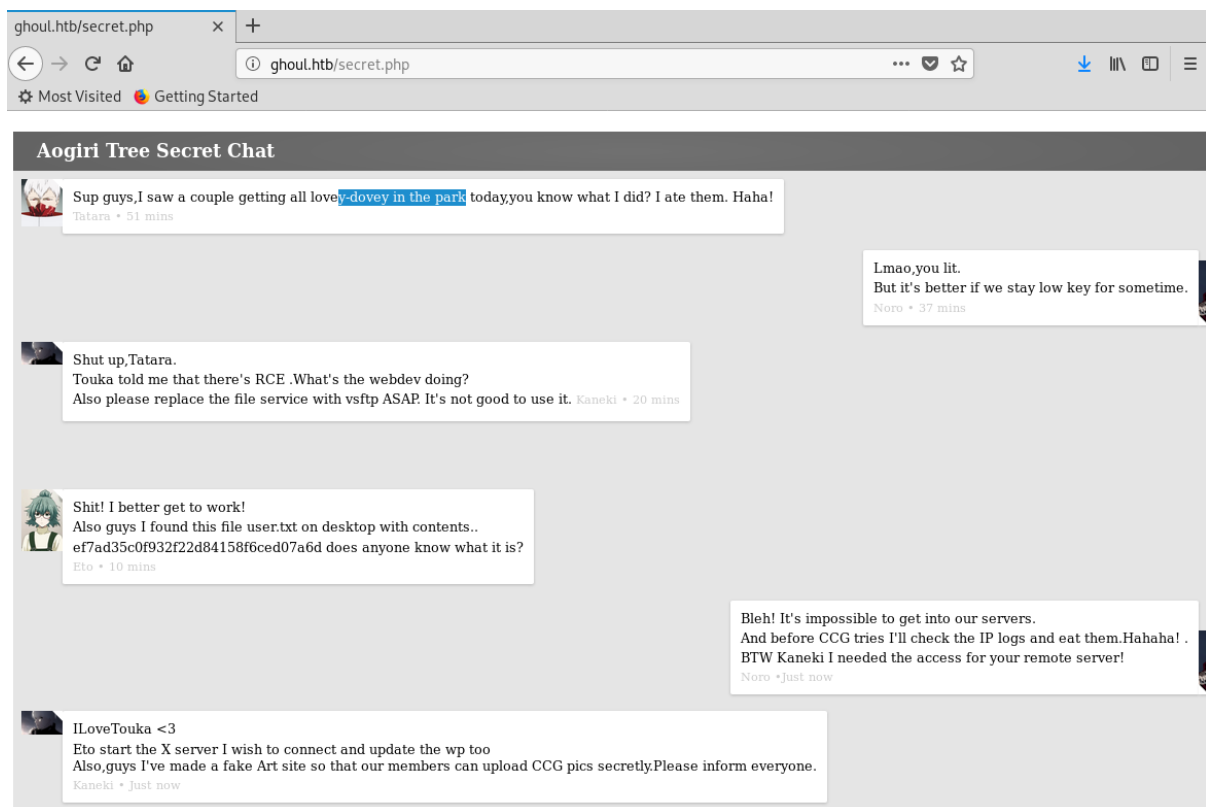 ghoul.htb/secret.php
ghoul.htb/secret.php
Most Visited Getting Started
Aogiri Tree Secret Chat
Sup guys,I saw a couple getting all lovey-dovey in the park today,you know what I did? I ate them. Haha!
Tatara • 51 mins
Lmao,you lit.
But it's better if we stay low key for sometime.
Noro • 37 mins
Shut up,Tatara.
Touka told me that there's RCE .What's the webdev doing?
Also please replace the file service with vsftp ASAP. It's not good to use it. Kaneki • 20 mins
Shit! I better get to work!
Also guys I found this file user.txt on desktop with contents..
ef7ad35c0f932f22d84158f6ced07a6d does anyone know what it is?
Eto • 10 mins
Bleh! It's impossible to get into our servers.
And before CCG tries I'll check the IP logs and eat them.Hahaha! .
BTW Kaneki I needed the access for your remote server!
Noro •Just now
ILoveTouka <3
Eto start the X server I wish to connect and update the wp too
Also,guys I've made a fake Art site so that our members can upload CCG pics secretly.Please inform everyone.
Kaneki • Just now